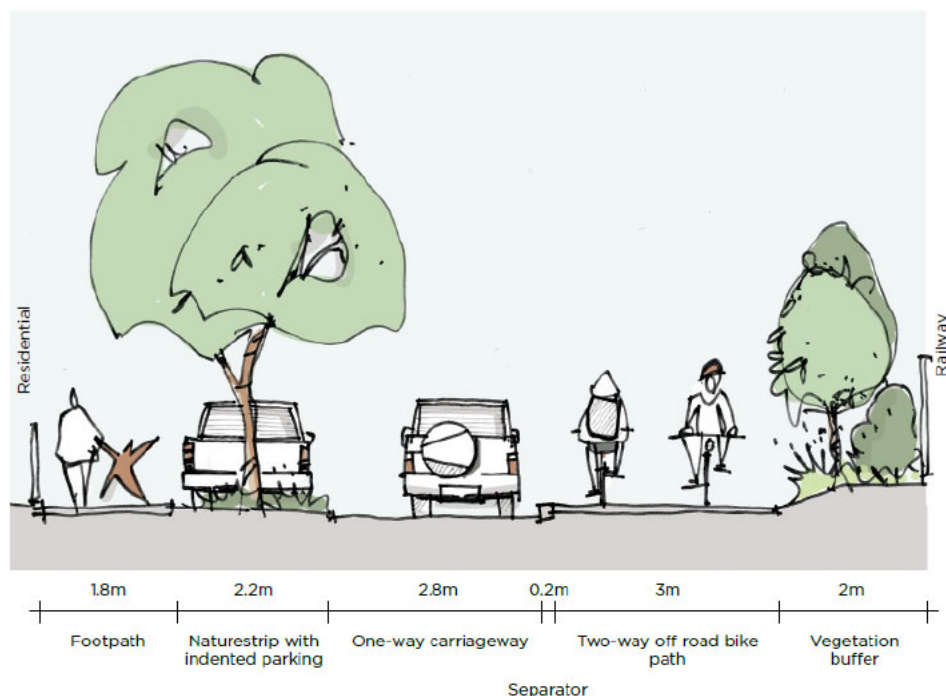 Residential
Railway
1.8m
2.2m
2.8m
0.2m
3m
2m
Footpath
Naturestrip with
indented parking
One-way carriageway
Two-way off road bike
path
Vegetation
buffer
Separator